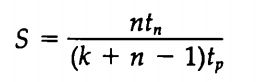 S = nt_n / (k + n − 1)t_p